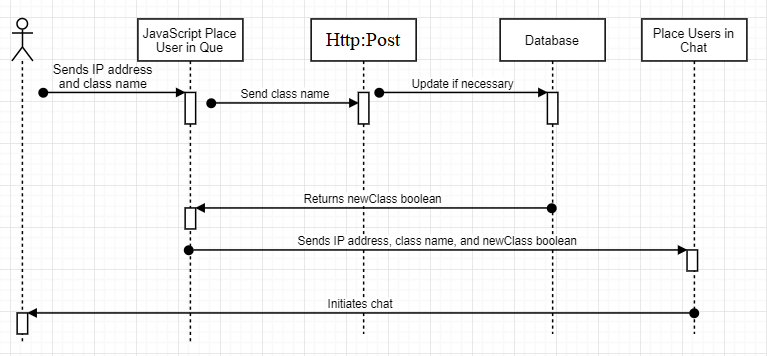 JavaScript Place
User in Que
Http:Post
Database
Place Users in
Chat
Sends IP address
and class name
Send class name
Update if necessary
Returns newClass boolean
Sends IP address, class name, and newClass boolean
Initiates chat